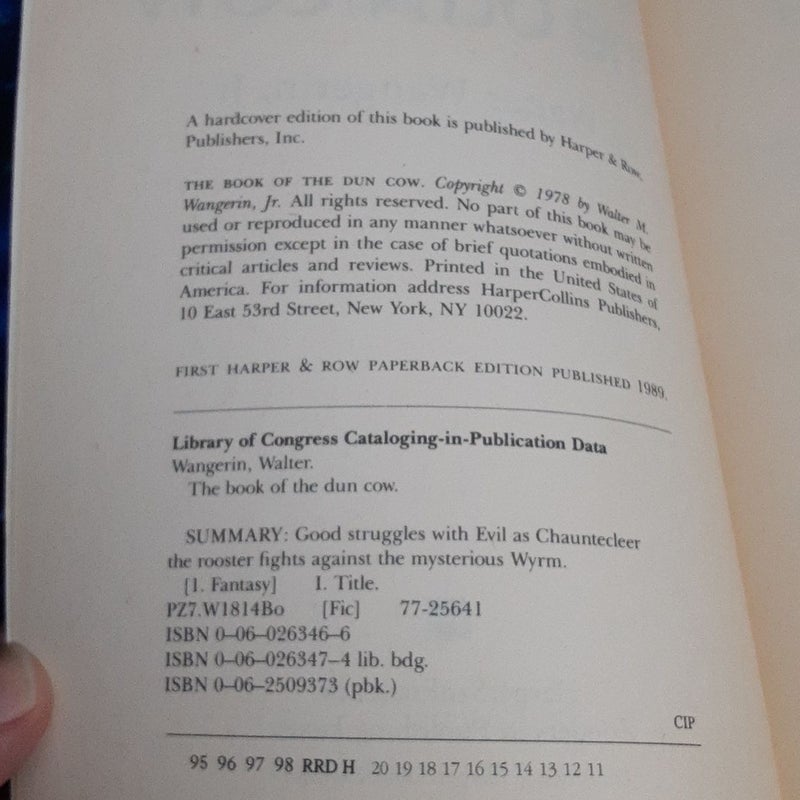 A hardcover edition of this book is published by Harper & Row,
Publishers, Inc.
THE BOOK OF THE DUN COW. Copyright © 1978 by Walter M.
Wangerin, Jr. All rights reserved. No part of this book may be
used or reproduced in any manner whatsoever without written
permission except in the case of brief quotations embodied in
critical articles and reviews. Printed in the United States of
America. For information address HarperCollins Publishers,
10 East 53rd Street, New York, NY 10022.
FIRST HARPER & ROW PAPERBACK EDITION PUBLISHED 1989.
Library of Congress Cataloging-in-Publication Data
Wangerin, Walter.
The book of the dun cow.
SUMMARY: Good struggles with Evil as Chauntecleer
the rooster fights against the mysterious Wyrm.
[1. Fantasy] I. Title.
PZ7.W1814Bo [Fic] 77-25641
ISBN 0-06-026346-6
ISBN 0-06-026347-4 lib. bdg.
ISBN 0-06-2509373 (pbk.)
CIP
95 96 97 98 RRD H 20 19 18 17 16 15 14 13 12 11